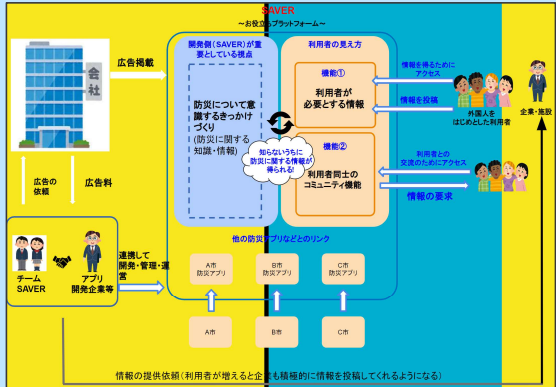 SAVER
～お役立ちプラットフォーム～
開発側(SAVER)が重
要としている視点
防災について意
識するきっかけ
づくり
(防災に関する
知識・情報)
利用者の見え方
機能①
利用者が
必要とする情報
機能②
利用者同士の
コミュニティ機能
知らないうちに
防災に関する情報が
得られる!
会社
広告掲載
広告の
依頼
広告料
チーム
SAVER
アプリ
開発企業等
連携して
開発・管理・運
営
情報を得るために
アクセス
情報を投稿
外国人を
はじめとした利用者
企業・施設
利用者との
交流のためにアクセス
情報の要求
他の防災アプリなどとのリンク
A市
防災アプリ
B市
防災アプリ
C市
防災アプリ
A市
B市
C市
情報の提供依頼(利用者が増えると企業も積極的に情報を投稿してくれるようになる)